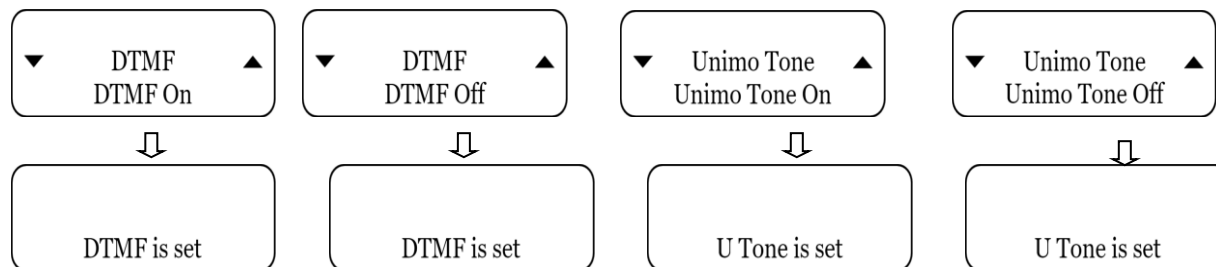 ▼ DTMF ▲
DTMF On
▼ DTMF ▲
DTMF Off
▼ Unimo Tone ▲
Unimo Tone On
▼ Unimo Tone ▲
Unimo Tone Off
DTMF is set
DTMF is set
U Tone is set
U Tone is set